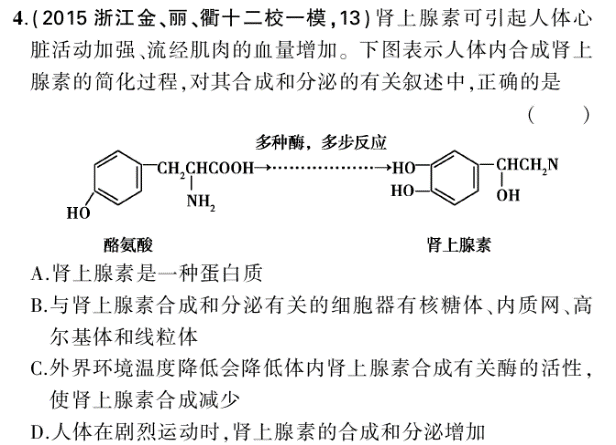 4.(2015 浙江金、丽、衢十二校一模,13)肾上腺素可引起人体心
脏活动加强、流经肌肉的血量增加。下图表示人体内合成肾上
腺素的简化过程,对其合成和分泌的有关叙述中,正确的是
(    )
多种酶，多步反应
CH₂CHCOOH
NH₂
HO
HO
HO
CHCH₂N
OH
酪氨酸
肾上腺素
A.肾上腺素是一种蛋白质
B.与肾上腺素合成和分泌有关的细胞器有核糖体、内质网、高
尔基体和线粒体
C.外界环境温度降低会降低体内肾上腺素合成有关酶的活性,
使肾上腺素合成减少
D.人体在剧烈运动时,肾上腺素的合成和分泌增加